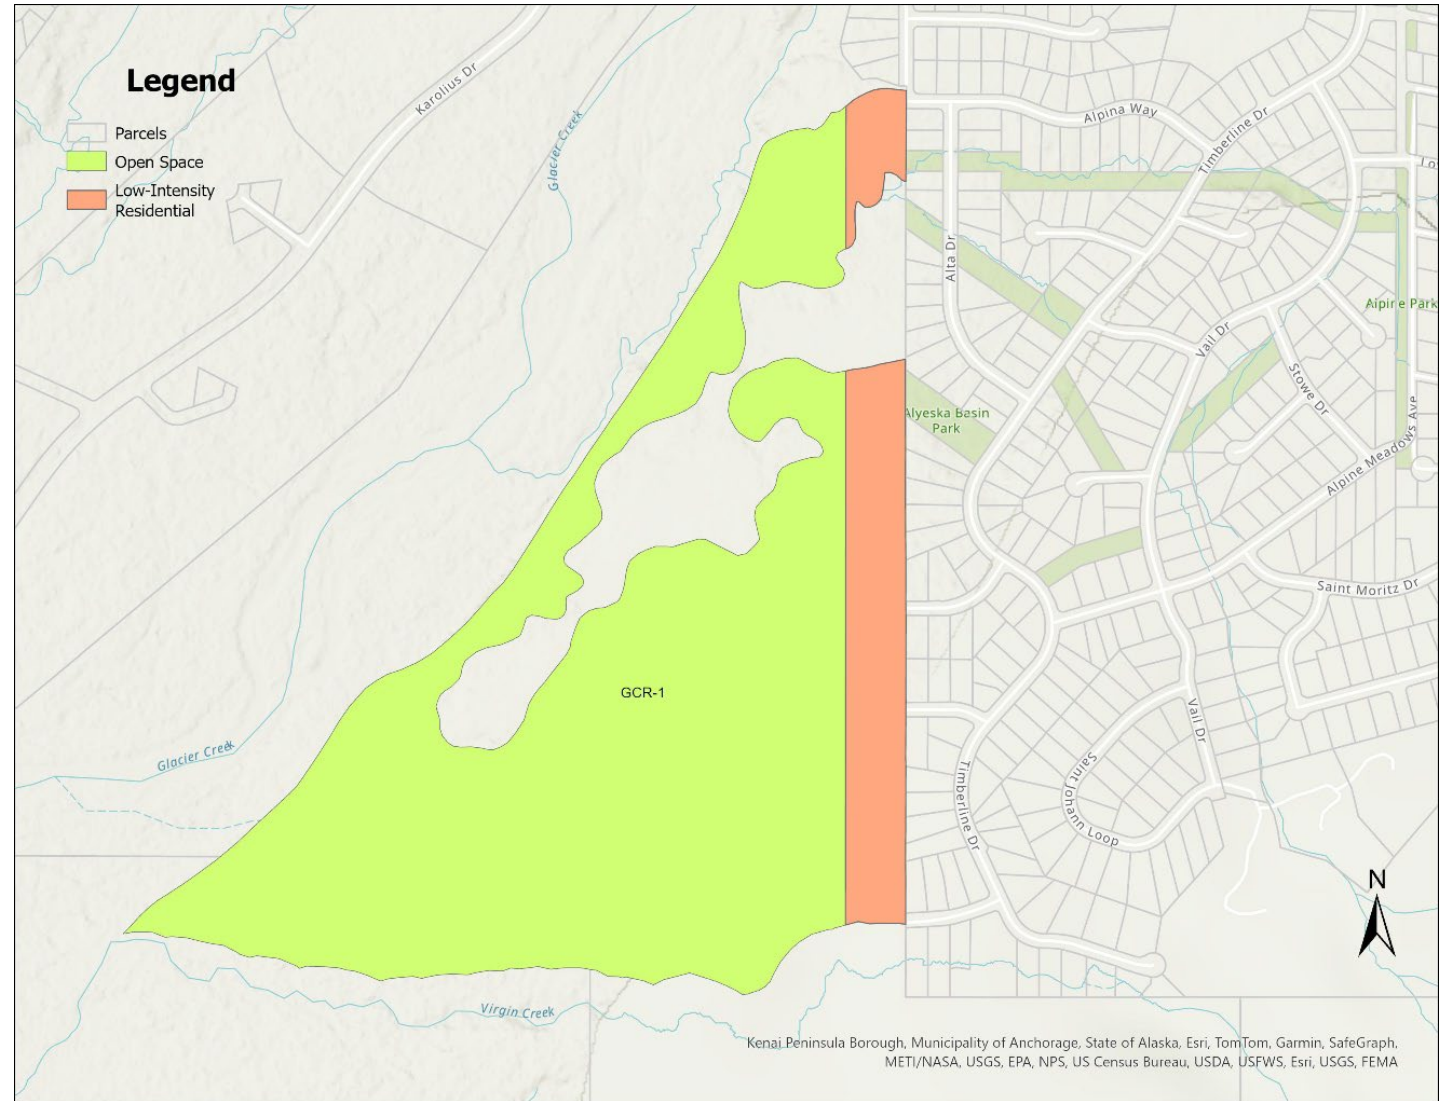 Legend
Parcels
Open Space
Low-Intensity
Residential
Karolius Dr
Glacier Creek
Alpina Way
Timberline Dr
Lo
Alta Dr
Alpine Park
Vail Dr
Stowe Dr
Alyeska Basin
Park
Alpine Meadows Ave
Saint Moritz Dr
GCR-1
Vail Dr
Glacier Creek
Timberline Dr
Saint Johann Loop
N
Virgin Creek
Kenai Peninsula Borough, Municipality of Anchorage, State of Alaska, Esri, TomTom, Garmin, SafeGraph,
METI/NASA, USGS, EPA, NPS, US Census Bureau, USDA, USFWS, Esri, USGS, FEMA